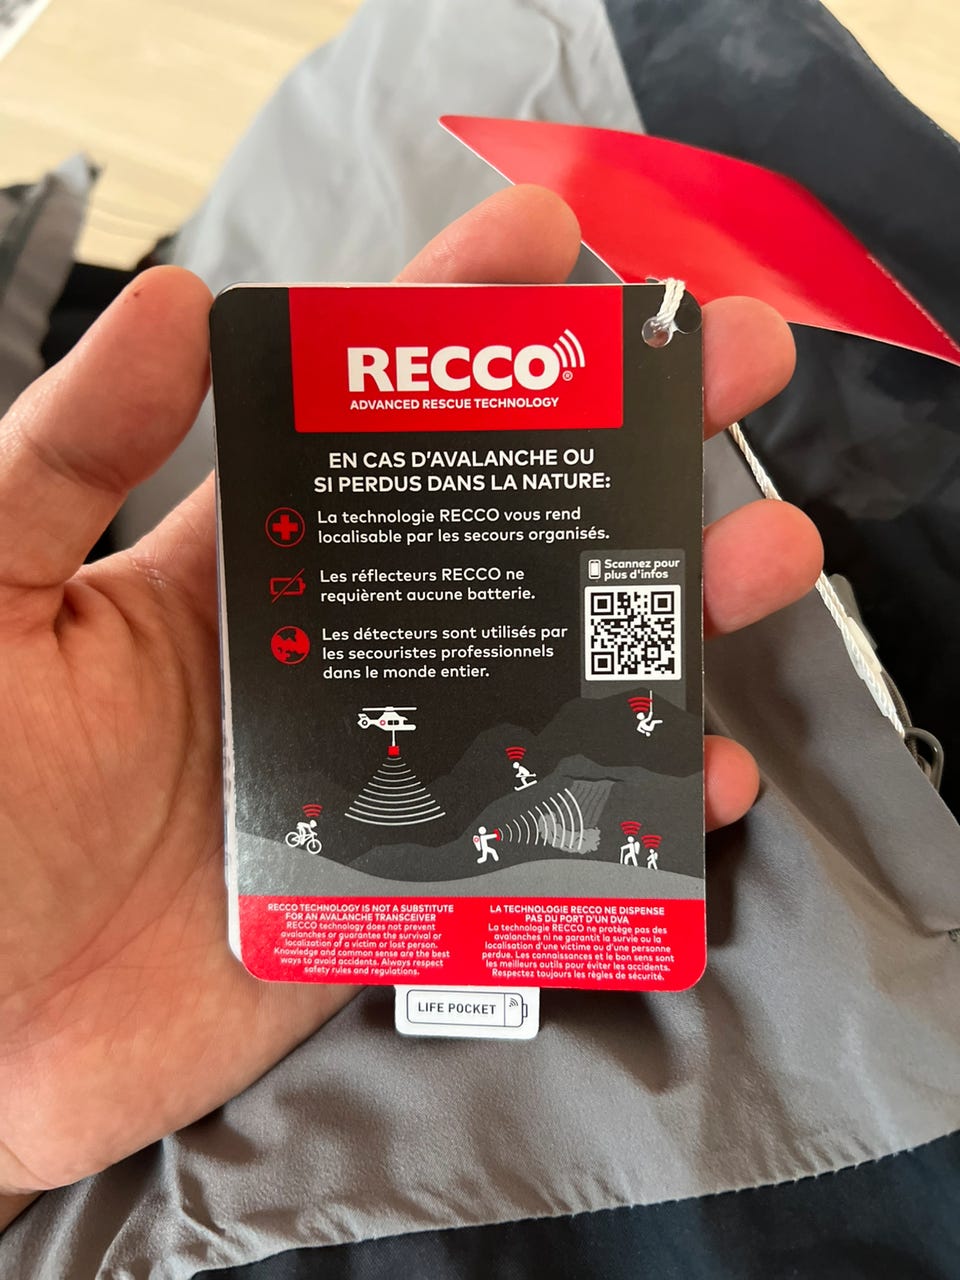 RECCO®
ADVANCED RESCUE TECHNOLOGY
EN CAS D'AVALANCHE OU
SI PERDUS DANS LA NATURE:
La technologie RECCO vous rend
localisable par les secours organisés.
Les réflecteurs RECCO ne
requièrent aucune batterie.
Les détecteurs sont utilisés par
les secouristes professionnels
dans le monde entier.
Scannez pour
plus d'infos
RECCO TECHNOLOGY IS NOT A SUBSTITUTE
FOR AN AVALANCHE TRANSCEIVER
RECCO technology does not prevent
avalanches or guarantee the survival or
localization of a victim or lost person.
Knowledge and common sense are the best
ways to avoid accidents. Always respect
safety rules and regulations.
LA TECHNOLOGIE RECCO NE DISPENSE
PAS DU PORT D'UN DVA
La technologie RECCO ne protège pas des
avalanches ni ne garantit la survie ou la
localisation d'une victime ou d'une personne
perdue. Les connaissances et le bon sens sont
les meilleurs outils pour éviter les accidents.
Respectez toujours les règles de sécurité.
LIFE POCKET